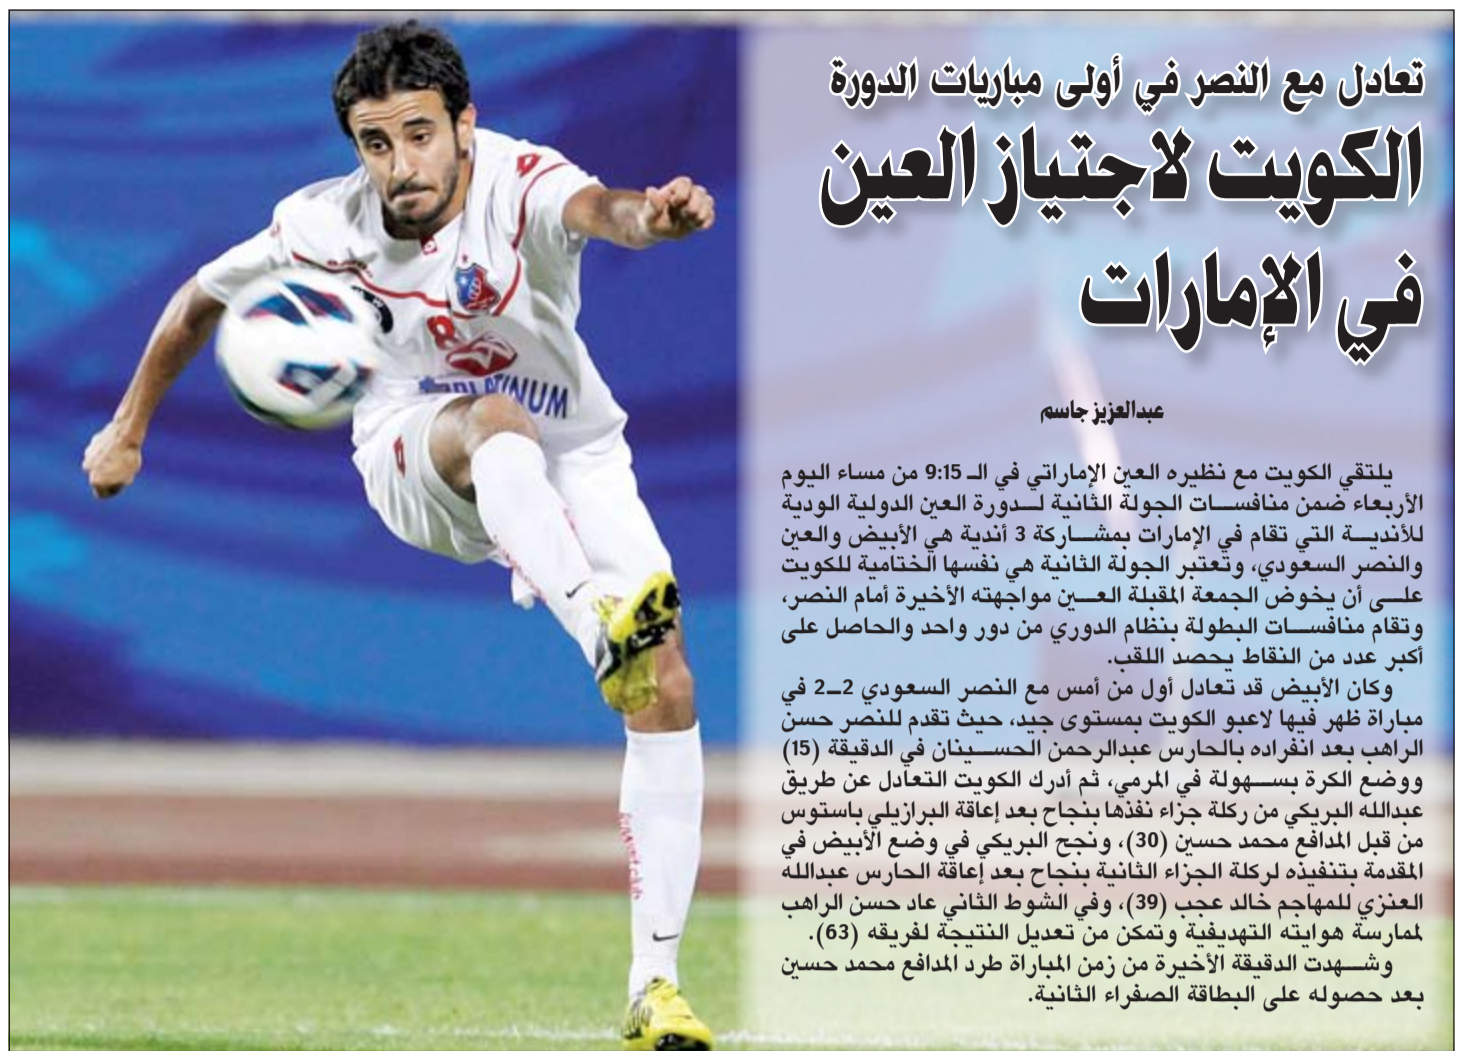 تعادل مع النصر في أولى مباريات الدورة
الكويت لاجتياز العين
في الإمارات
عبدالعزيز جاسم
يلتقي الكويت مع نظيره العين الإماراتي في الـ 9:15 من مساء اليوم
الأربعاء ضمن منافسات الجولة الثانية لدورة العين الدولية الودية
للأندية التي تقام في الإمارات بمشاركة 3 أندية هي الأبيض والعين
والنصر السعودي، وتعتبر الجولة الثانية هي نفسها الختامية للكويت
على أن يخوض الجمعة المقبلة العين مواجهته الأخيرة أمام النصر،
وتقام منافسات البطولة بنظام الدوري من دور واحد والحاصل على
أكبر عدد من النقاط يحصد اللقب.
وكان الأبيض قد تعادل أول من أمس مع النصر السعودي 2-2 في
مباراة ظهر فيها لاعبو الكويت بمستوى جيد، حيث تقدم للنصر حسن
الراهب بعد انفراده بالحارس عبدالرحمن الحسينان في الدقيقة (15)
ووضع الكرة بسهولة في المرمي، ثم أدرك الكويت التعادل عن طريق
عبدالله البريكي من ركلة جزاء نفذها بنجاح بعد إعاقة البرازيلي باستوس
من قبل المدافع محمد حسين (30)، ونجح البريكي في وضع الأبيض في
المقدمة بتنفيذه لركلة الجزاء الثانية بنجاح بعد إعاقة الحارس عبدالله
العنزي للمهاجم خالد عجب (39)، وفي الشوط الثاني عاد حسن الراهب
لممارسة هوايته التهديفية وتمكن من تعديل النتيجة لفريقه (63).
وشهدت الدقيقة الأخيرة من زمن المباراة طرد المدافع محمد حسين
بعد حصوله على البطاقة الصفراء الثانية.
8
PLATINUM